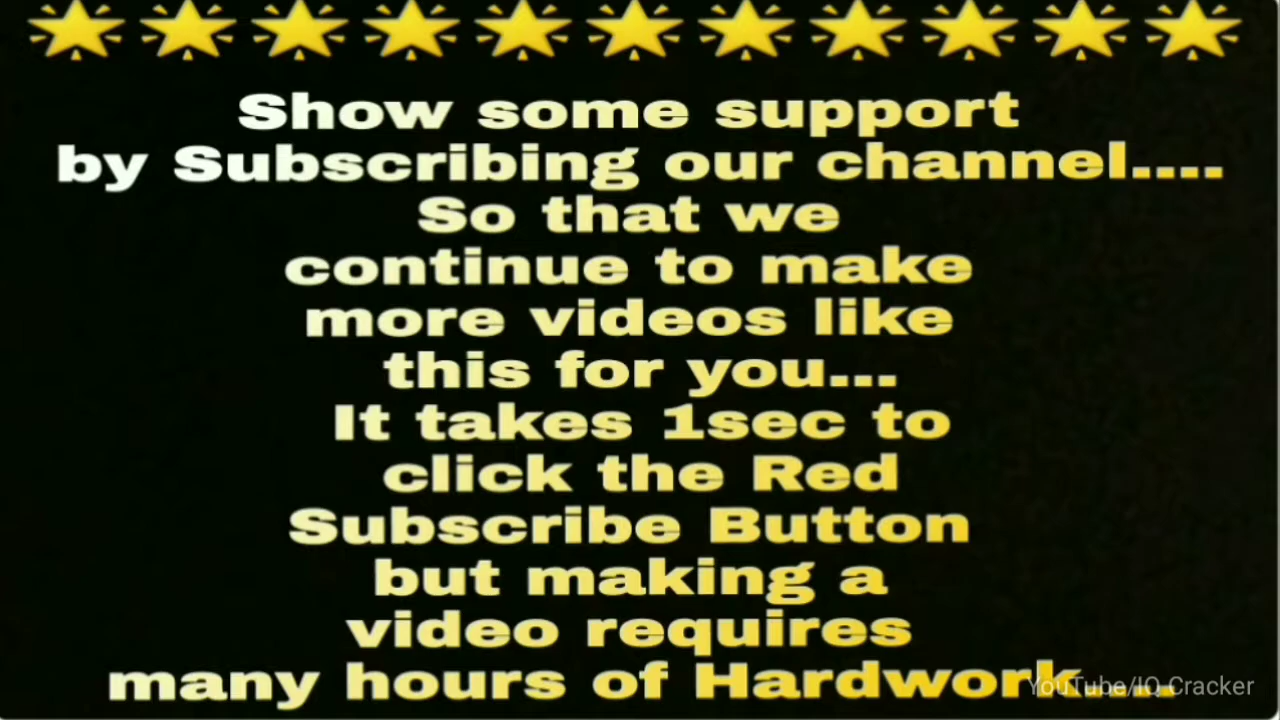 Show some support
by Subscribing our channel....
So that we
continue to make
more videos like
this for you...
It takes 1sec to
click the Red
Subscribe Button
but making a
video requires
many hours of Hardwork....
YouTube/IQ Cracker